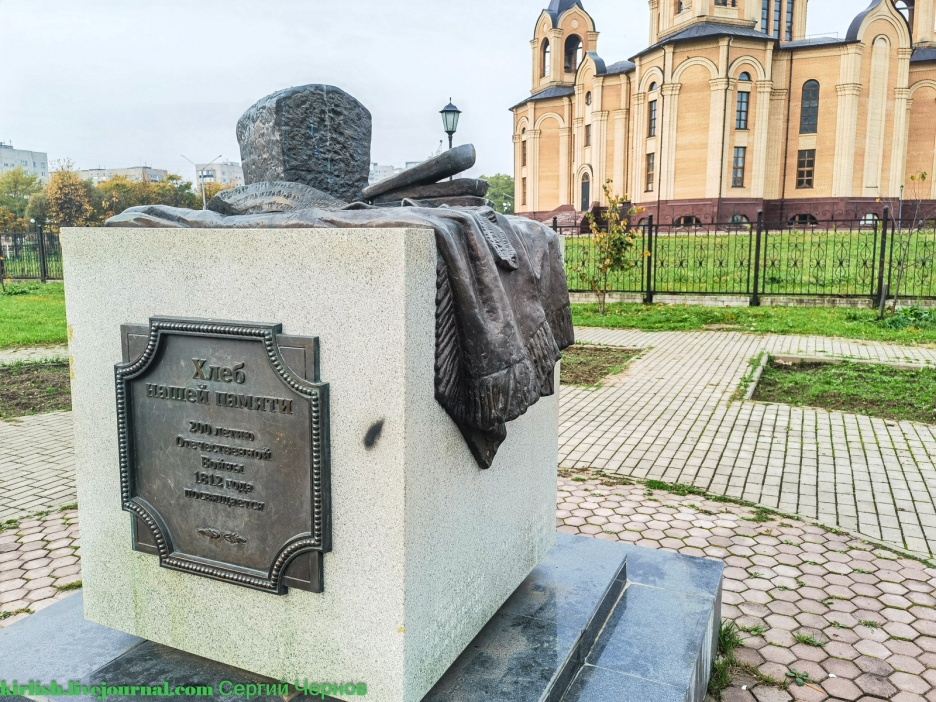 Хлеб
нашей памяти
200 летию
Отечественной
Войны
1812 года
посвящается
kirlish.livejournal.com Сергий Чернов